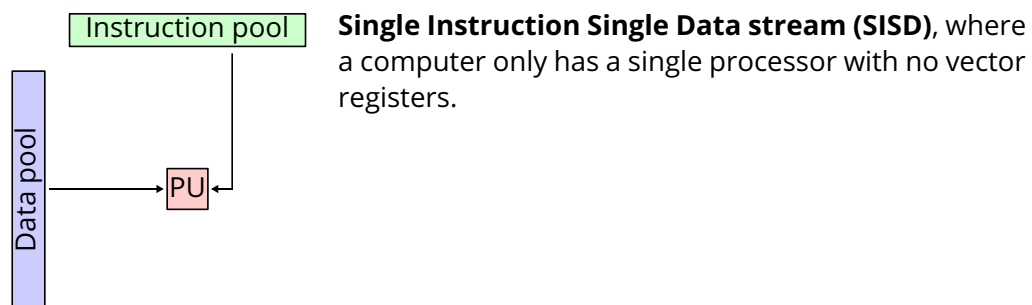 Instruction pool
Single Instruction Single Data stream (SISD), where
a computer only has a single processor with no vector
registers.
Data pool
PU